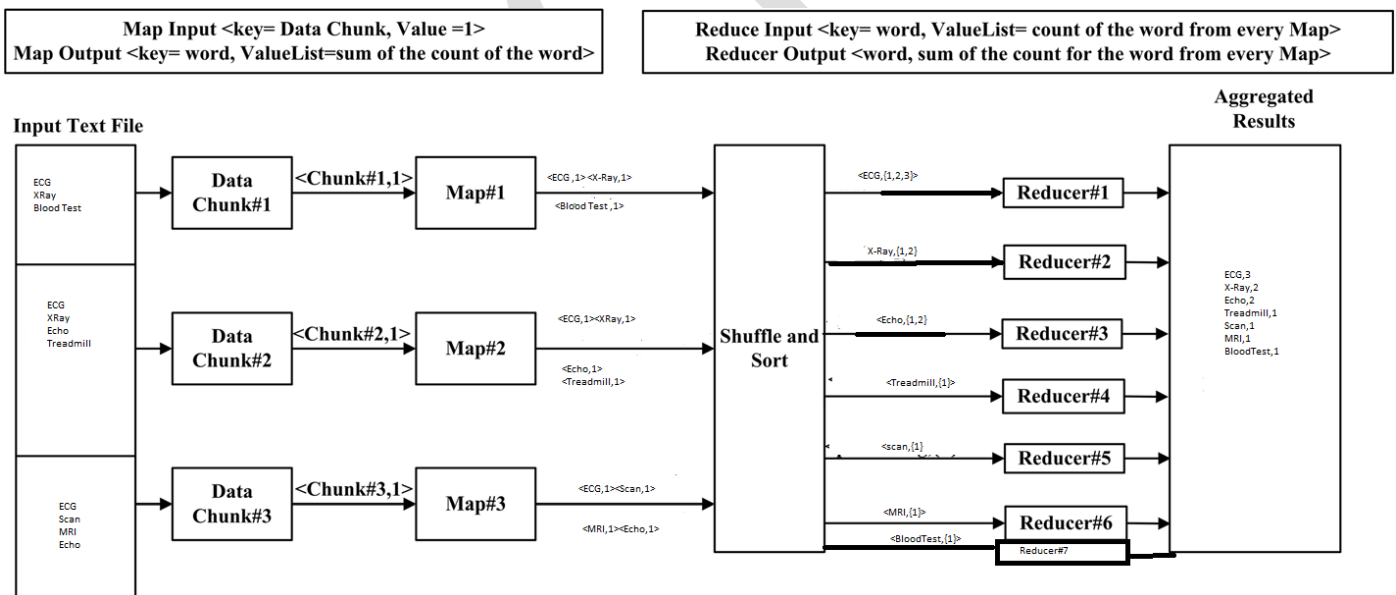 Map Input <key= Data Chunk, Value =1>
Map Output <key= word, ValueList=sum of the count of the word>
Reduce Input <key= word, ValueList= count of the word from every Map>
Reducer Output <word, sum of the count for the word from every Map>
Input Text File
ECG
XRay
Blood Test
ECG
XRay
Echo
Treadmill
ECG
Scan
MRI
Echo
Data
Chunk#1
<Chunk#1,1>
Map#1
<ECG ,1><X-Ray,1>
<Blood Test ,1>
Data
Chunk#2
<Chunk#2,1>
Map#2
<ECG,1><XRay,1>
<Echo,1>
<Treadmill,1>
Data
Chunk#3
<Chunk#3,1>
Map#3
<ECG,1><Scan,1>
<MRI,1><Echo,1>
Shuffle and
Sort
<ECG,{1,2,3}>
Reducer#1
X-Ray,{1,2}
Reducer#2
<Echo,{1,2}
Reducer#3
<Treadmill,{1}>
Reducer#4
<scan,{1}
Reducer#5
<MRI,{1}>
Reducer#6
<BloodTest,{1}>
Reducer#7
Aggregated
Results
ECG,3
X-Ray,2
Echo,2
Treadmill,1
Scan,1
MRI,1
BloodTest,1